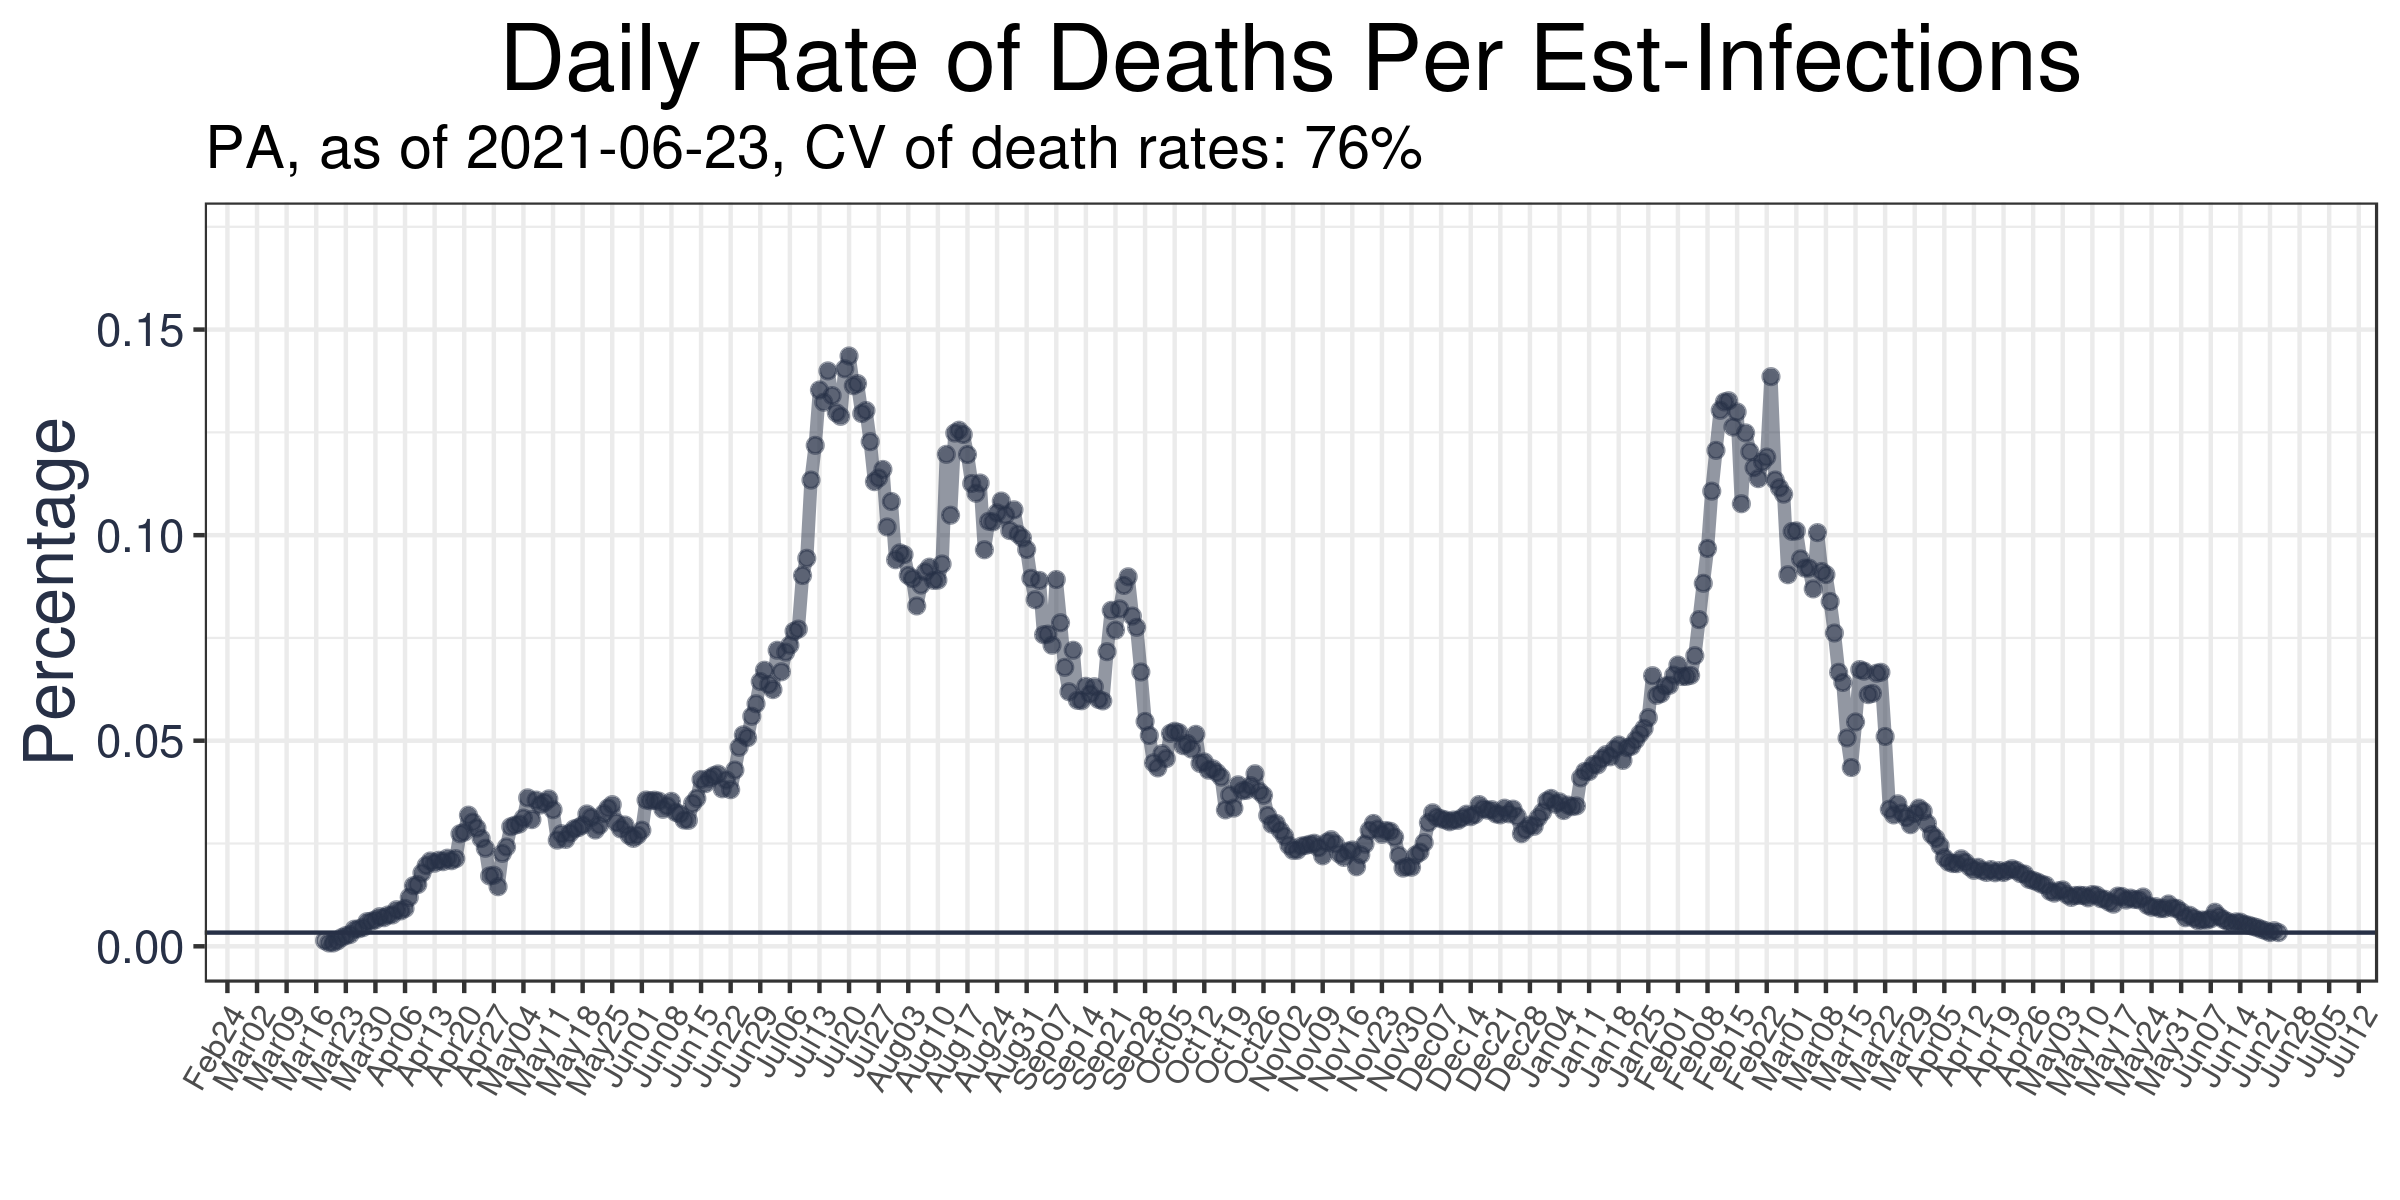 Daily Rate of Deaths Per Est-Infections
PA, as of 2021-06-23, CV of death rates: 76%
Percentage
0.15
0.10
0.05
0.00
Feb24
Mar02
Mar09
Mar16
Mar23
Mar30
Apr06
Apr13
Apr20
Apr27
May04
May11
May18
May25
Jun01
Jun08
Jun15
Jun22
Jun29
Jul06
Jul13
Jul20
Jul27
Aug03
Aug10
Aug17
Aug24
Aug31
Sep07
Sep14
Sep21
Sep28
Oct05
Oct12
Oct19
Oct26
Nov02
Nov09
Nov16
Nov23
Nov30
Dec07
Dec14
Dec21
Dec28
Jan04
Jan11
Jan18
Jan25
Feb01
Feb08
Feb15
Feb22
Mar01
Mar08
Mar15
Mar22
Mar29
Apr05
Apr12
Apr19
Apr26
May03
May10
May17
May24
May31
Jun07
Jun14
Jun21
Jun28
Jul05
Jul12